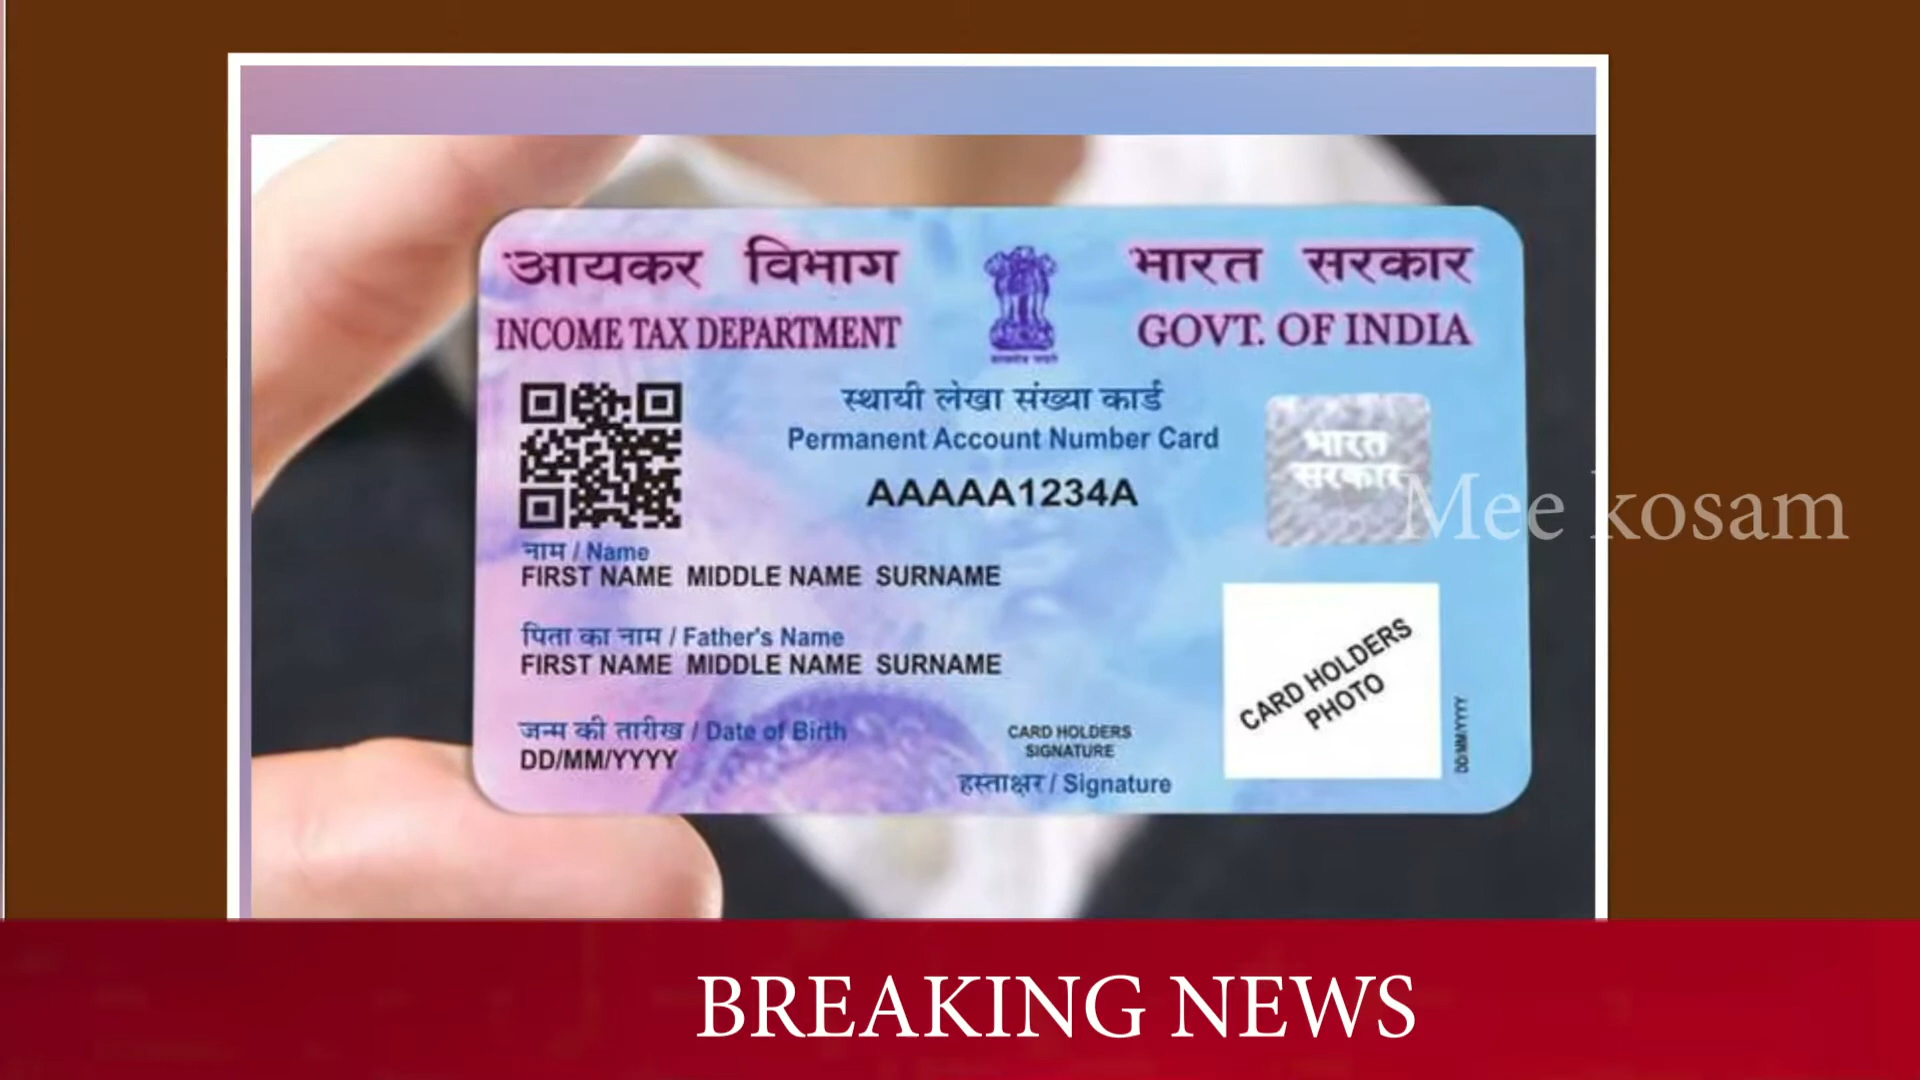 आयकर विभाग
भारत सरकार
INCOME TAX DEPARTMENT
GOVT. OF INDIA
स्थायी लेखा संख्या कार्ड
Permanent Account Number Card
AAAAA1234A
भारत
सरकार
Mee kosam
नाम / Name
FIRST NAME MIDDLE NAME SURNAME
पिता का नाम / Father's Name
FIRST NAME MIDDLE NAME SURNAME
CARD HOLDERS
PHOTO
DD/MM/YYYY
जन्म की तारीख / Date of Birth
DD/MM/YYYY
CARD HOLDERS
SIGNATURE
हस्ताक्षर / Signature
BREAKING NEWS